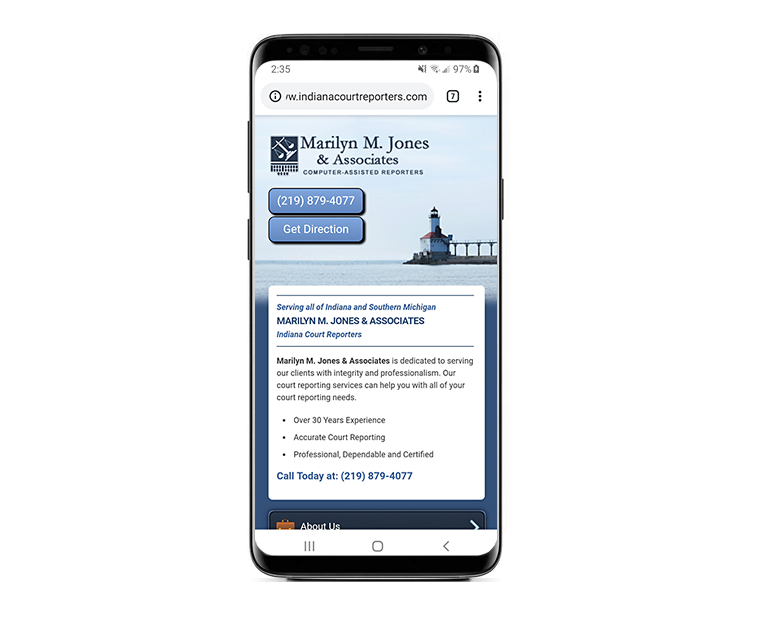 2:35
97%
w.indianacourtreporters.com
7
Marilyn M. Jones
& Associates
COMPUTER-ASSISTED REPORTERS
(219) 879-4077
Get Direction
Serving all of Indiana and Southern Michigan
MARILYN M. JONES & ASSOCIATES
Indiana Court Reporters
Marilyn M. Jones & Associates is dedicated to serving
our clients with integrity and professionalism. Our
court reporting services can help you with all of your
court reporting needs.
• Over 30 Years Experience
• Accurate Court Reporting
• Professional, Dependable and Certified
Call Today at: (219) 879-4077
About Us